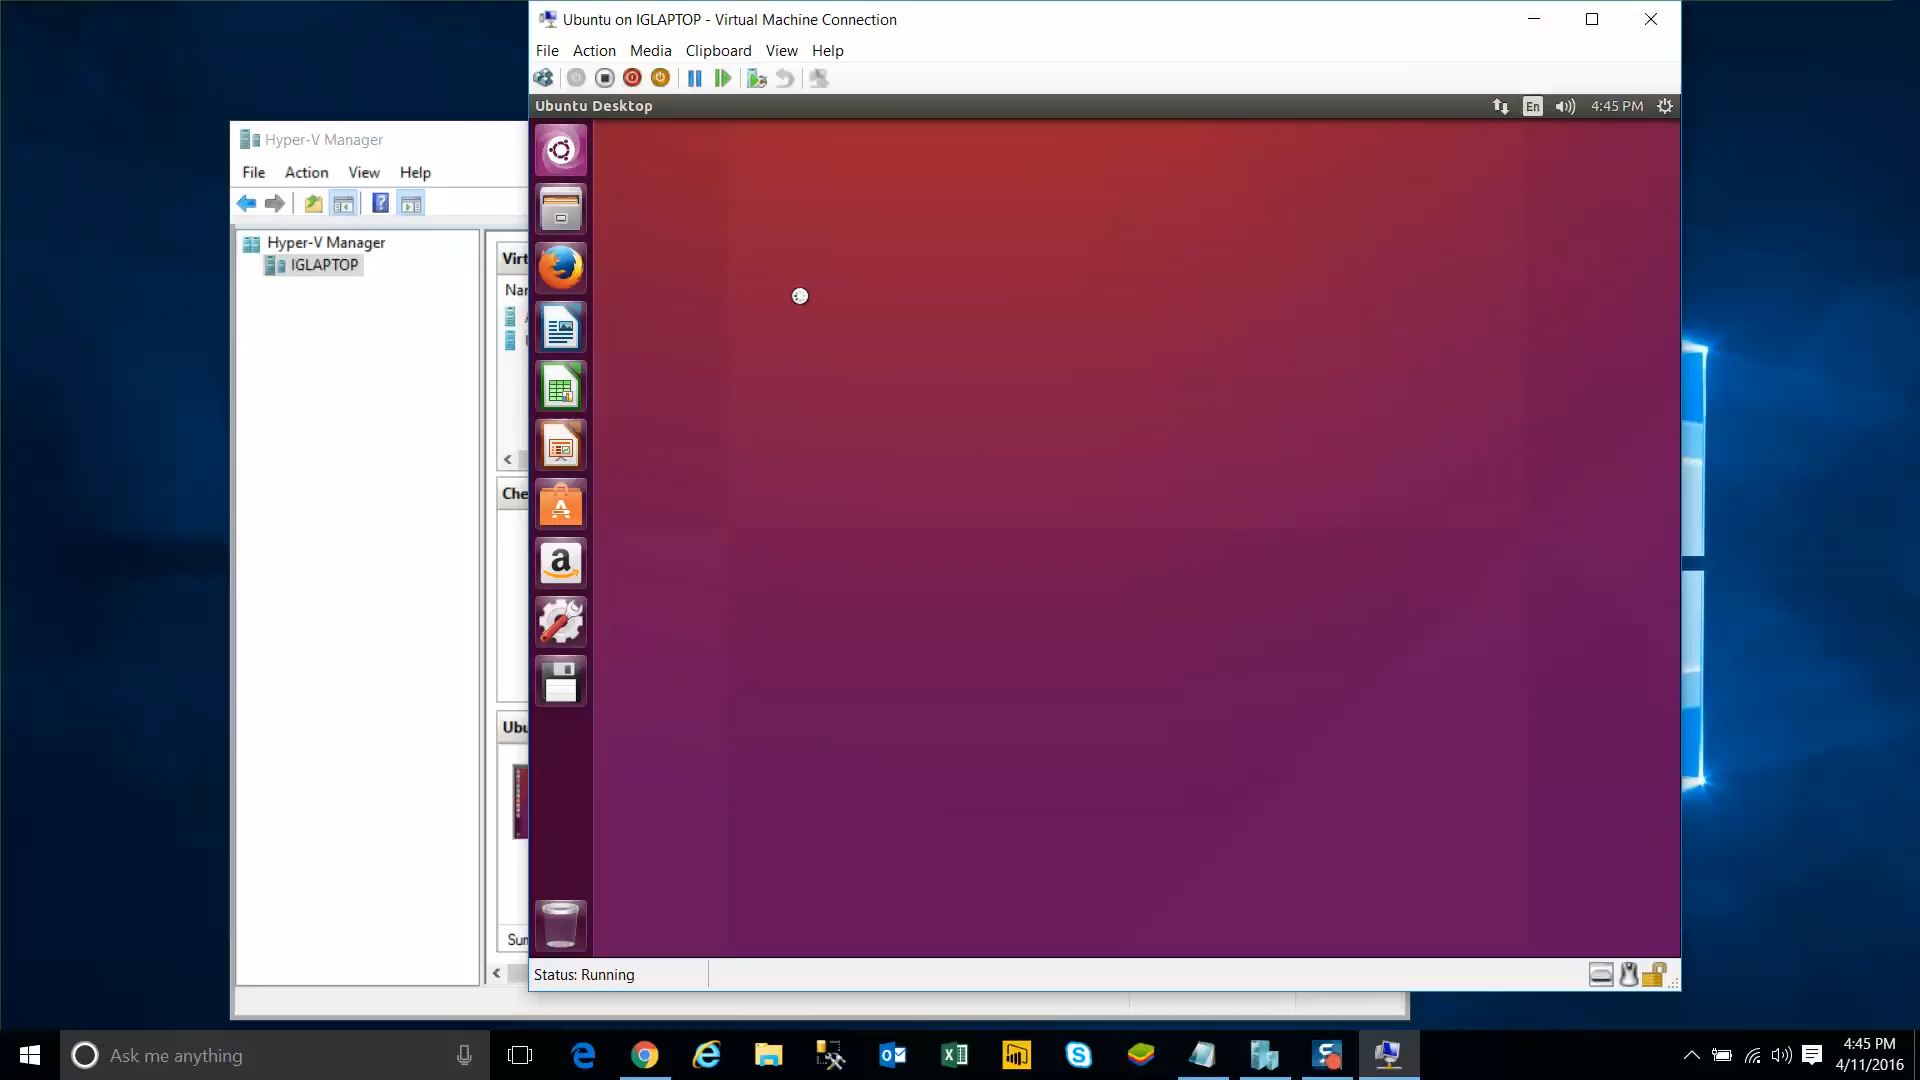 Ubuntu on IGLAPTOP - Virtual Machine Connection
File Action Media Clipboard View Help
Ubuntu Desktop
En
4:45 PM
Hyper-V Manager
File Action View Help
Hyper-V Manager
IGLAPTOP
Virt
Nar
Che
Ubu
Sun
a
Status: Running
Ask me anything
4:45 PM
4/11/2016